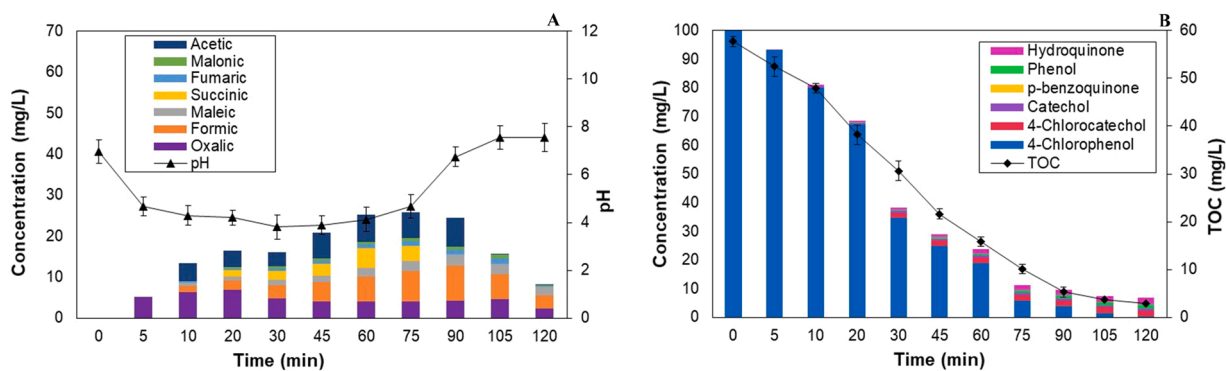 A
70
60
50
40
30
20
10
0
Concentration (mg/L)
Acetic
Malonic
Fumaric
Succinic
Maleic
Formic
Oxalic
pH
12
10
8
6
4
2
0
pH
0 5 10 20 30 45 60 75 90 105 120
Time (min)
B
100
90
80
70
60
50
40
30
20
10
0
Concentration (mg/L)
Hydroquinone
Phenol
p-benzoquinone
Catechol
4-Chlorocatechol
4-Chlorophenol
TOC
60
50
40
30
20
10
0
TOC (mg/L)
0 5 10 20 30 45 60 75 90 105 120
Time (min)